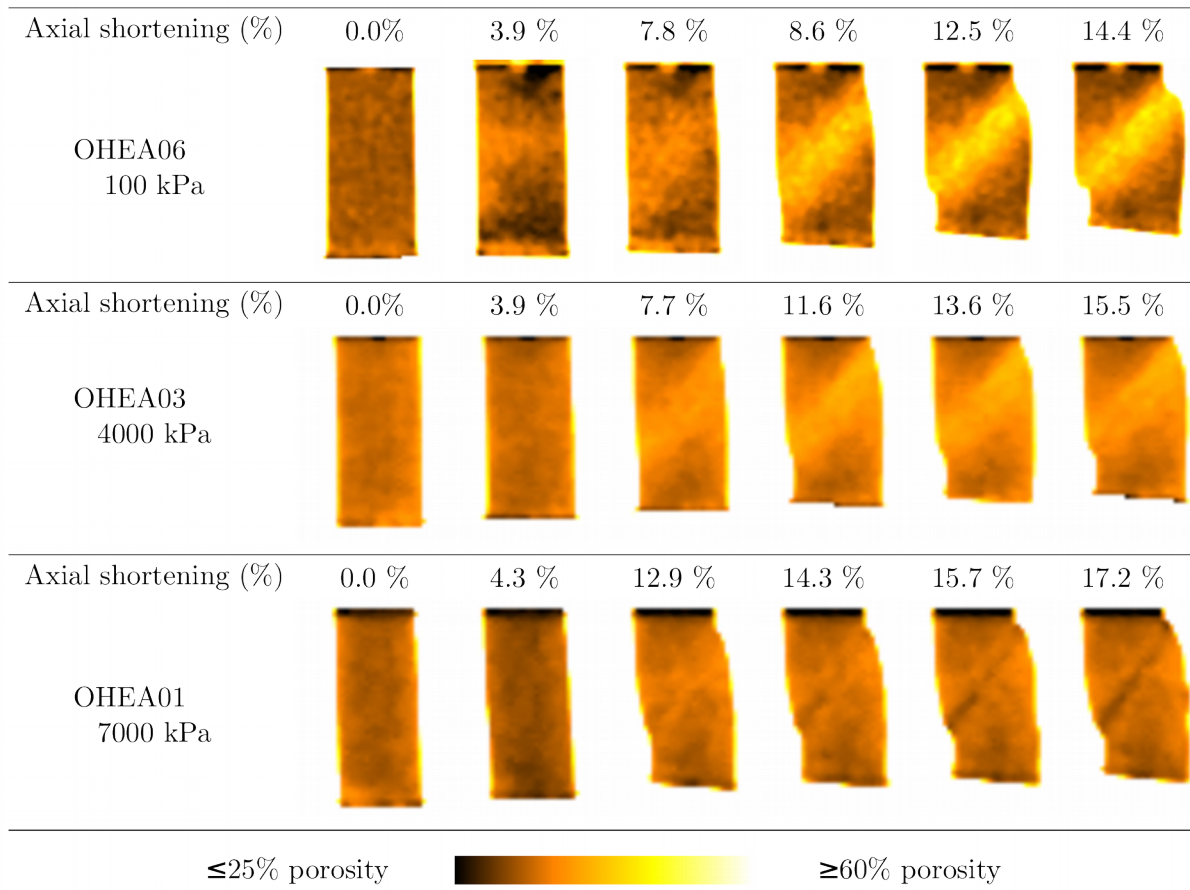 Axial shortening (%) 0.0% 3.9 % 7.8 % 8.6 % 12.5 % 14.4 %
OHEA06
100 kPa
Axial shortening (%) 0.0% 3.9 % 7.7 % 11.6 % 13.6 % 15.5 %
OHEA03
4000 kPa
Axial shortening (%) 0.0 % 4.3 % 12.9 % 14.3 % 15.7 % 17.2 %
OHEA01
7000 kPa
≤25% porosity ≥60% porosity